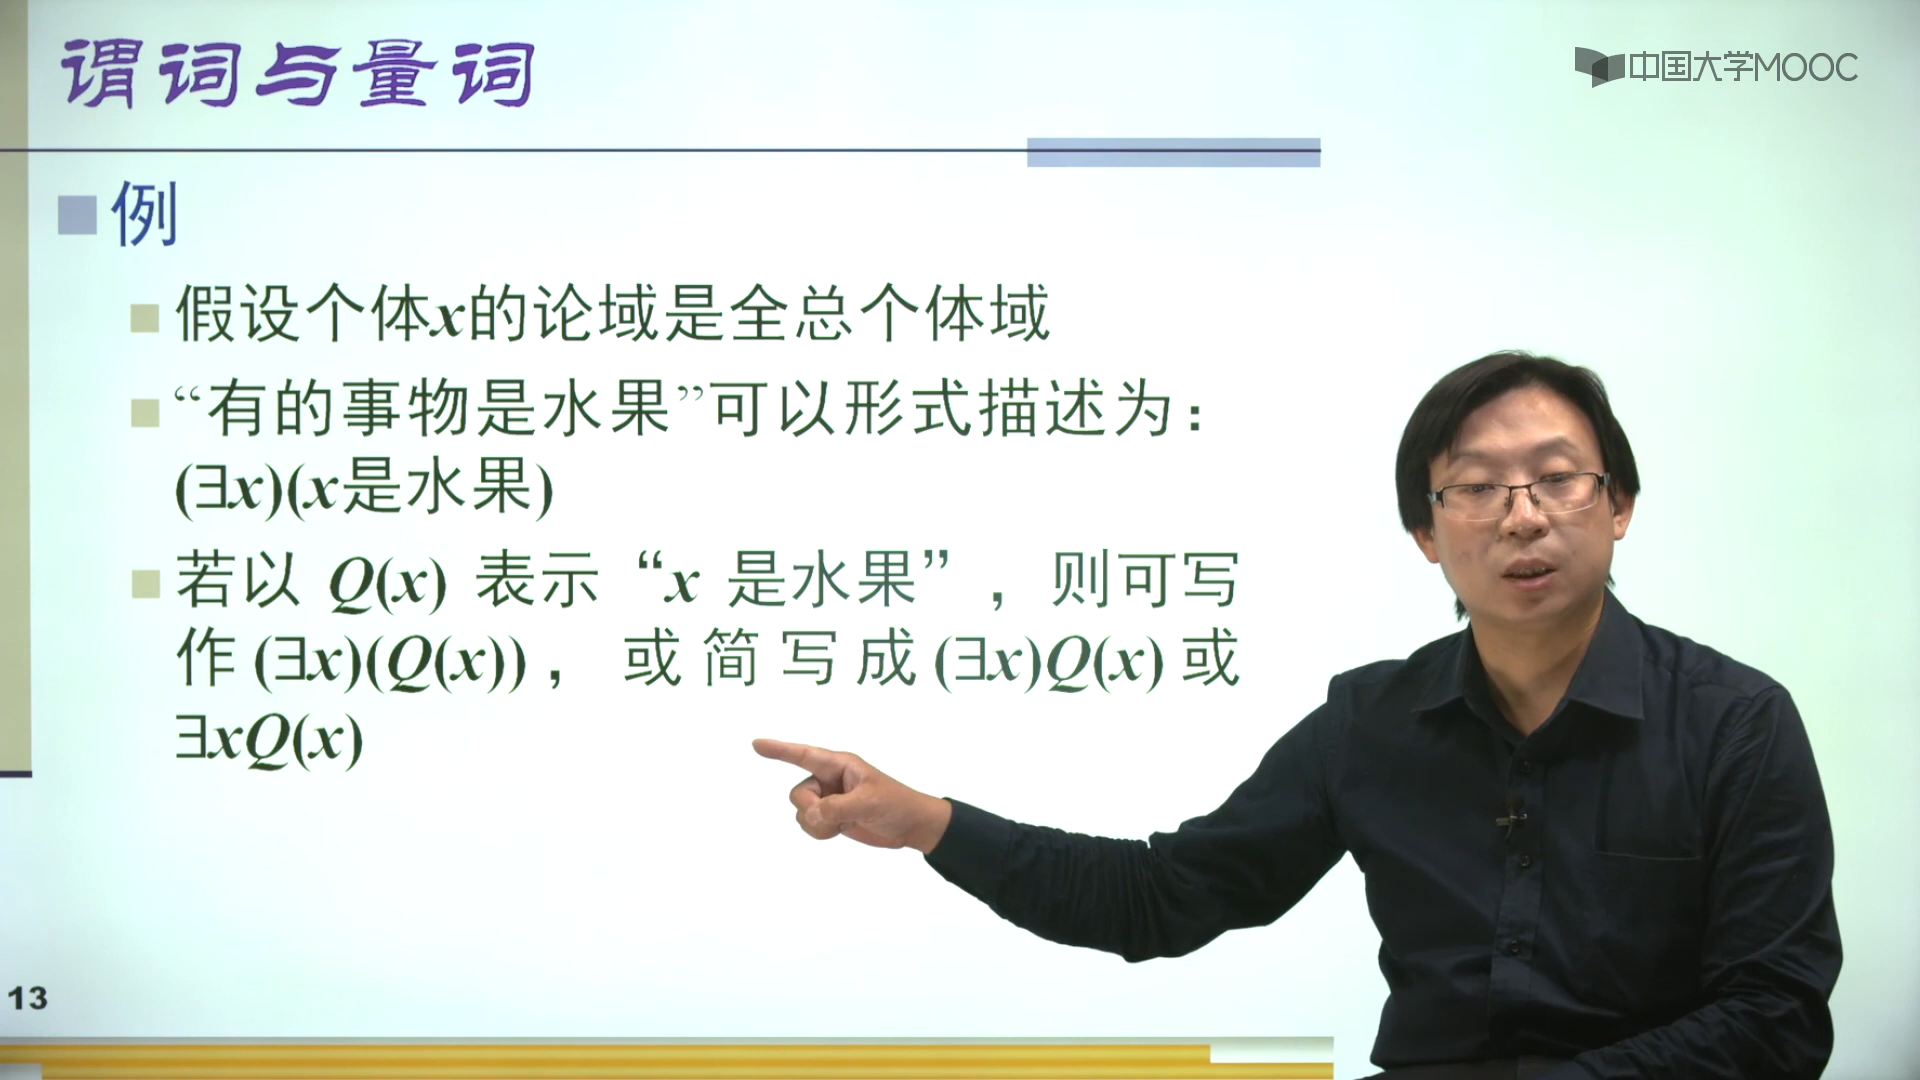 谓词与量词
中国大学MOOC
例
假设个体x的论域是全总个体域
“有的事物是水果”可以形式描述为：
(∃x)(x是水果)
若以 Q(x) 表示“x 是水果”，则可写
作(∃x)(Q(x))，或简写成(∃x)Q(x)或
∃xQ(x)
13